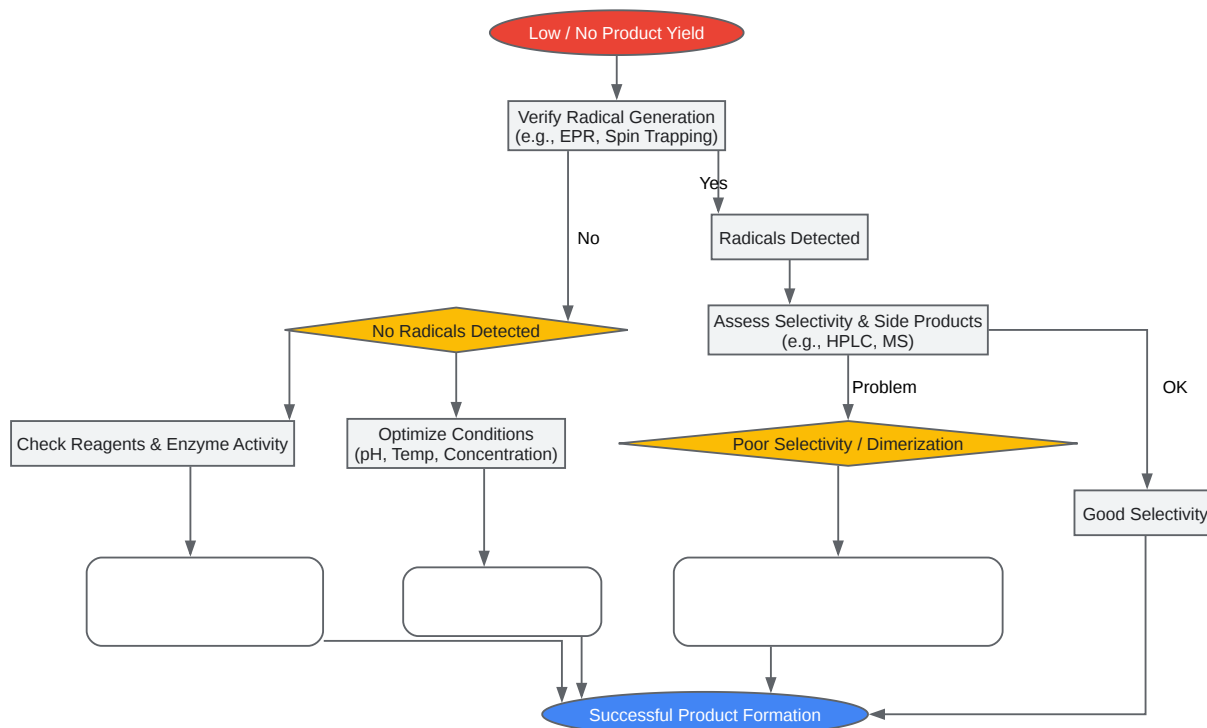 Low / No Product Yield
Verify Radical Generation
(e.g., EPR, Spin Trapping)
Yes
Radicals Detected
No
No Radicals Detected
Assess Selectivity & Side Products
(e.g., HPLC, MS)
Problem
OK
Check Reagents & Enzyme Activity
Optimize Conditions
(pH, Temp, Concentration)
Poor Selectivity / Dimerization
Good Selectivity
Successful Product Formation